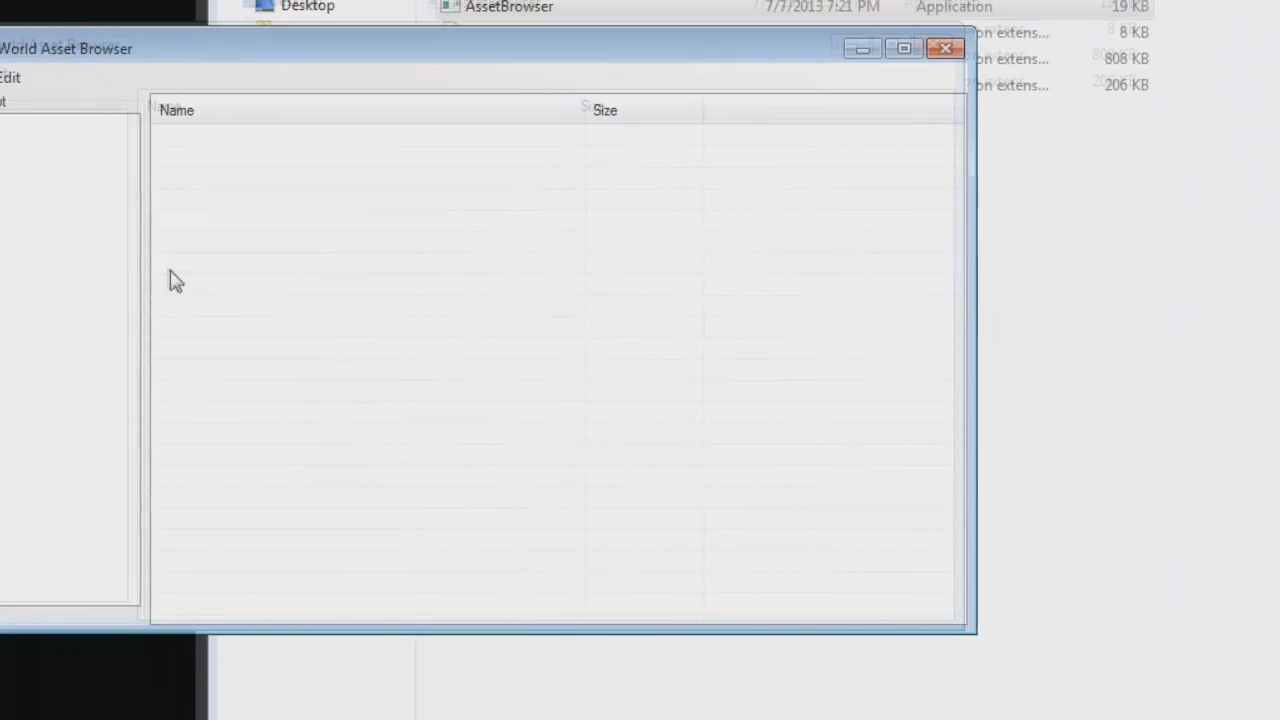 Desktop
AssetBrowser 7/7/2013 7:21 PM Application 19 KB
on extens... 8 KB
World Asset Browser
on extens... 808 KB
Edit
on extens... 206 KB
ot
Name Size